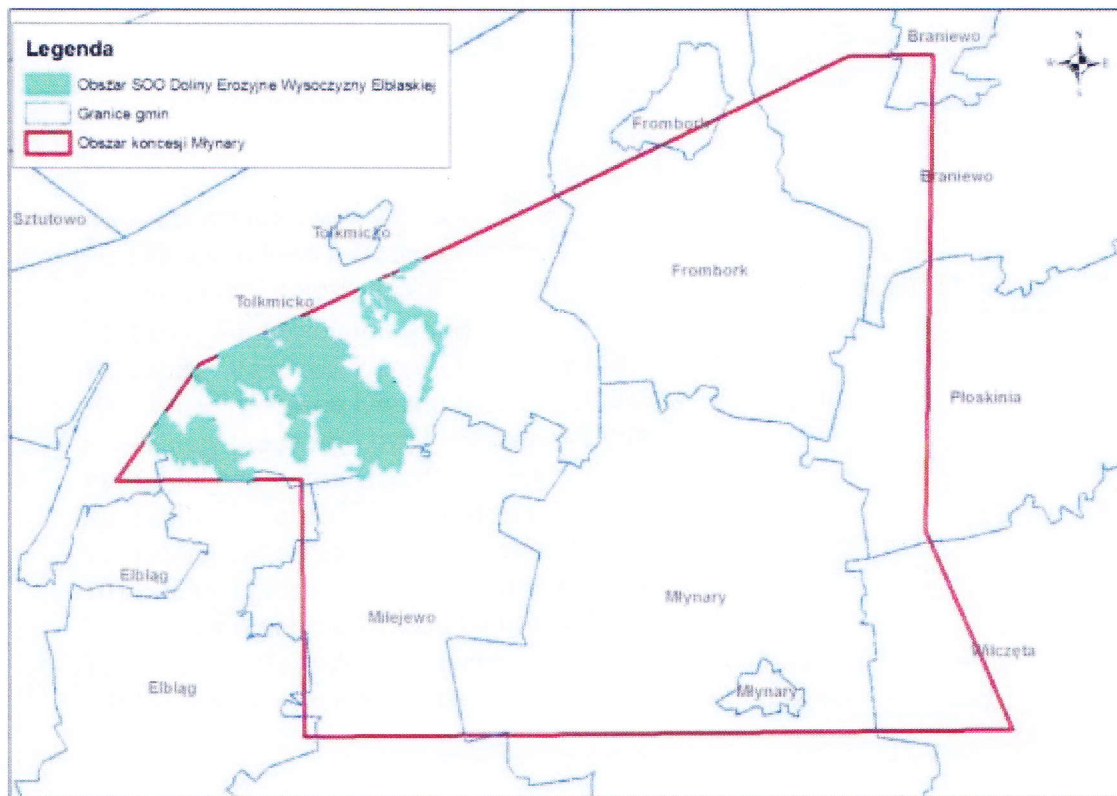 Legenda
Obszar SOO Doliny Erozyjne Wysoczyzny Elbląskiej
Granice gmin
Obszar koncesji Młynary
Braniewo
N
W
E
S
Frombork
Braniewo
Sztutowo
Tolkmicko
Frombork
Tolkmicko
Płoskinia
Elbląg
Milejewo
Młynary
Wilczęta
Elbląg
Młynary